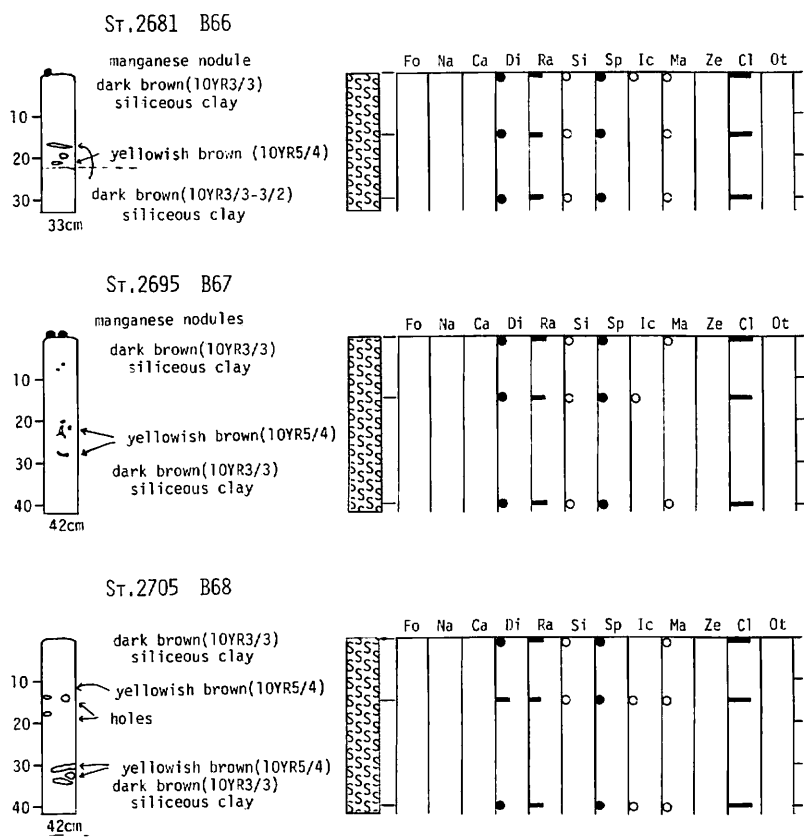 ST.2681 B66
manganese nodule
dark brown(10YR3/3)
siliceous clay
10
yellowish brown (10YR5/4)
20
dark brown(10YR3/3-3/2)
siliceous clay
30
33cm
Fo Na Ca Di Ra Si Sp Ic Ma Ze Cl Ot
ST.2695 B67
manganese nodules
dark brown(10YR3/3)
siliceous clay
10
20
yellowish brown(10YR5/4)
30
dark brown(10YR3/3)
siliceous clay
40
42cm
Fo Na Ca Di Ra Si Sp Ic Ma Ze Cl Ot
ST.2705 B68
dark brown(10YR3/3)
siliceous clay
10
yellowish brown(10YR5/4)
20
holes
30
yellowish brown(10YR5/4)
dark brown(10YR3/3)
siliceous clay
40
42cm
Fo Na Ca Di Ra Si Sp Ic Ma Ze Cl Ot